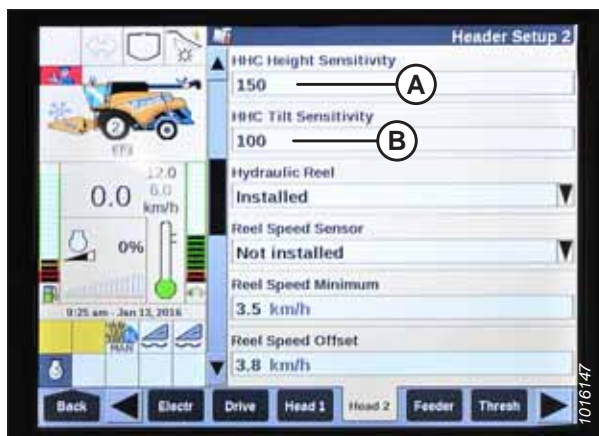 Header Setup 2
HHC Height Sensitivity
150
A
HHC Tilt Sensitivity
100
B
Hydraulic Reel
Installed
Reel Speed Sensor
Not installed
Reel Speed Minimum
3.5 km/h
Reel Speed Offset
3.8 km/h
2
12.0
0.0
6.0
km/h
0%
9:25 am - Jan 13, 2016
MAN
Back
Electr
Drive
Head 1
Head 2
Feeder
Thresh
1016147